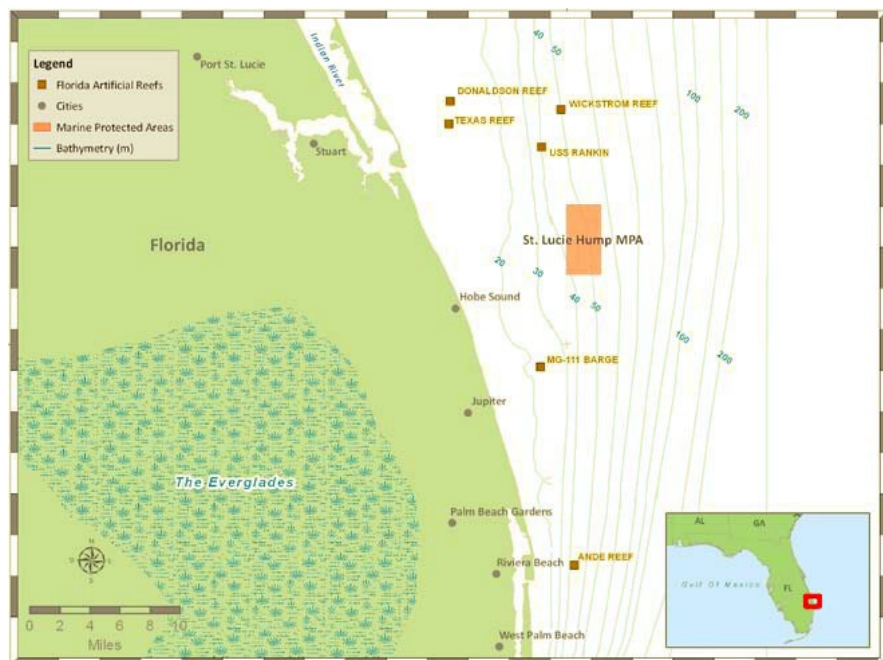 Legend
Florida Artificial Reefs
Cities
Marine Protected Areas
Bathymetry (m)
Port St. Lucie
Indian River
40
50
DONALDSON REEF
WICKSTROM REEF
100
200
TEXAS REEF
Stuart
USS RANKIN
Florida
St. Lucie Hump MPA
20
30
40
50
Hobe Sound
100
200
MG-111 BARGE
Jupiter
The Everglades
Palm Beach Gardens
Riviera Beach
ANDE REEF
West Palm Beach
N
S
E
0 2 4 6 8 10
Miles
AL
GA
Gulf Of Mexico
FL